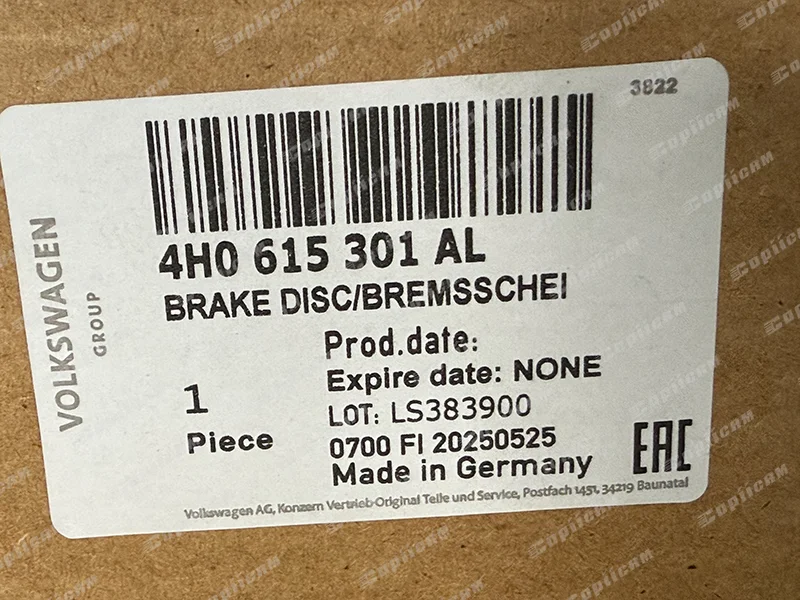 3822
4H0 615 301 AL
BRAKE DISC/BREMSSCHEI
VOLKSWAGEN
GROUP
Prod.date:
Expire date: NONE
1
LOT: LS383900
Piece
0700 FI 20250525
Made in Germany
EAC
Volkswagen AG, Konzern Vertrieb-Original Teile und Service, Postfach 1451, 34219 Baunatal
Copiicam